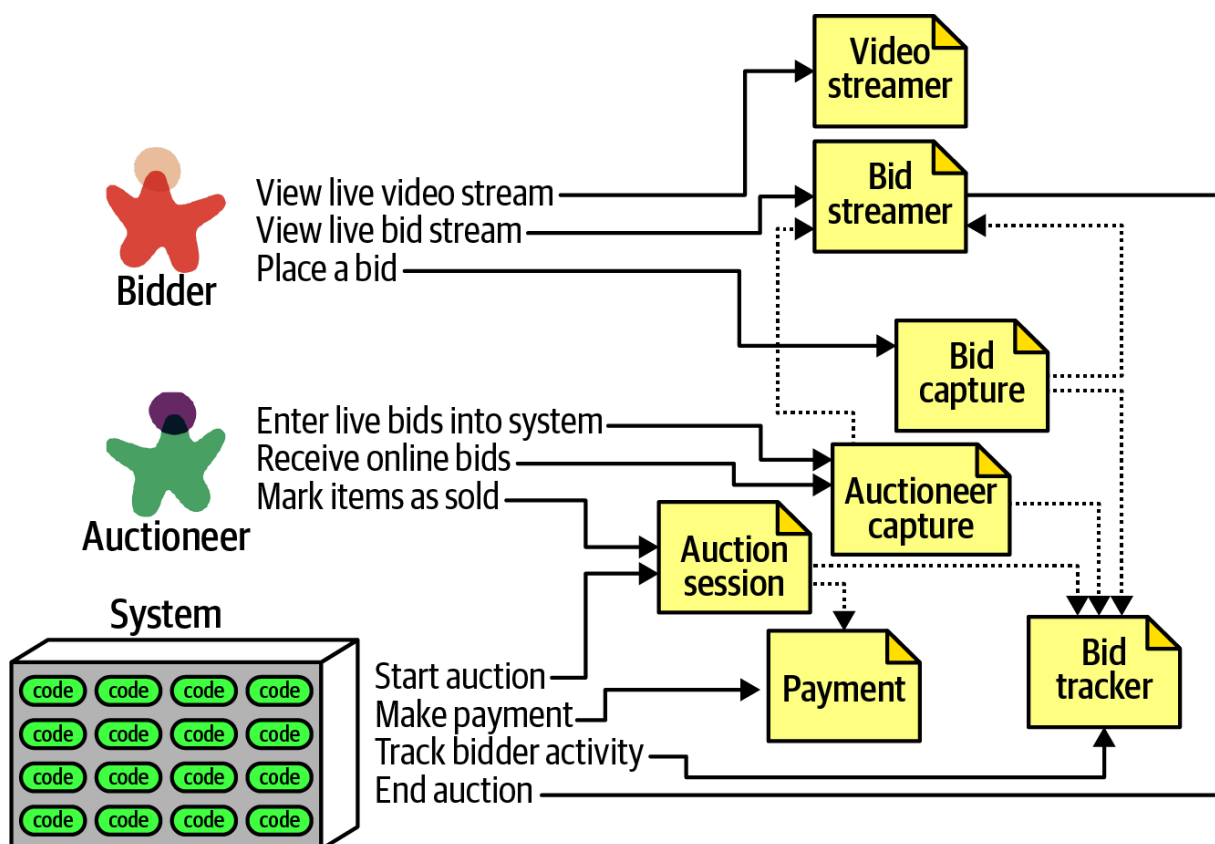 Video
streamer
Bid
streamer
View live video stream
View live bid stream
Place a bid
Bidder
Bid
capture
Enter live bids into system
Receive online bids
Mark items as sold
Auctioneer
Auctioneer
capture
Auction
session
System
code code code code
code code code code
code code code code
code code code code
Start auction
Make payment
Track bidder activity
End auction
Payment
Bid
tracker